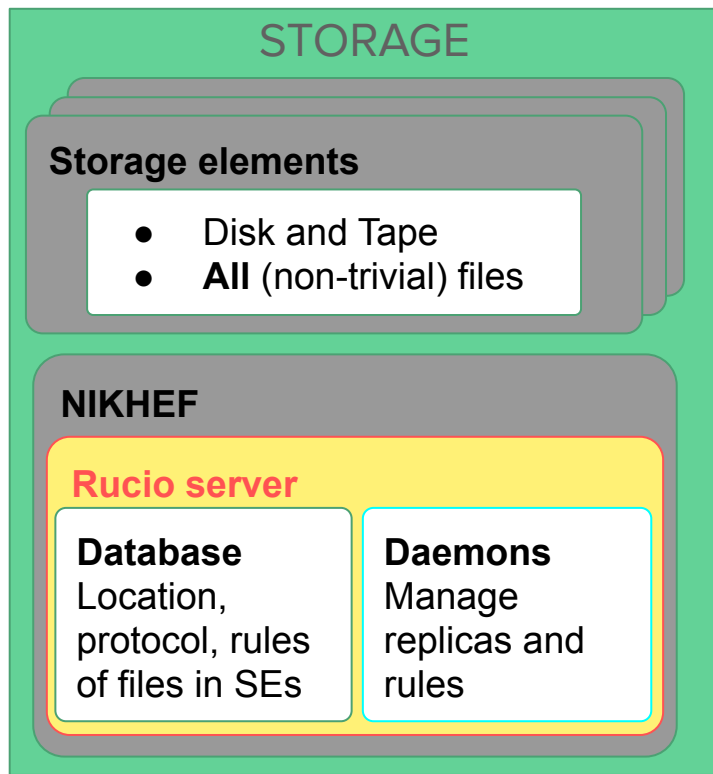 STORAGE
Storage elements
● Disk and Tape
● All (non-trivial) files
NIKHEF
Rucio server
Database
Location,
protocol, rules
of files in SEs
Daemons
Manage
replicas and
rules